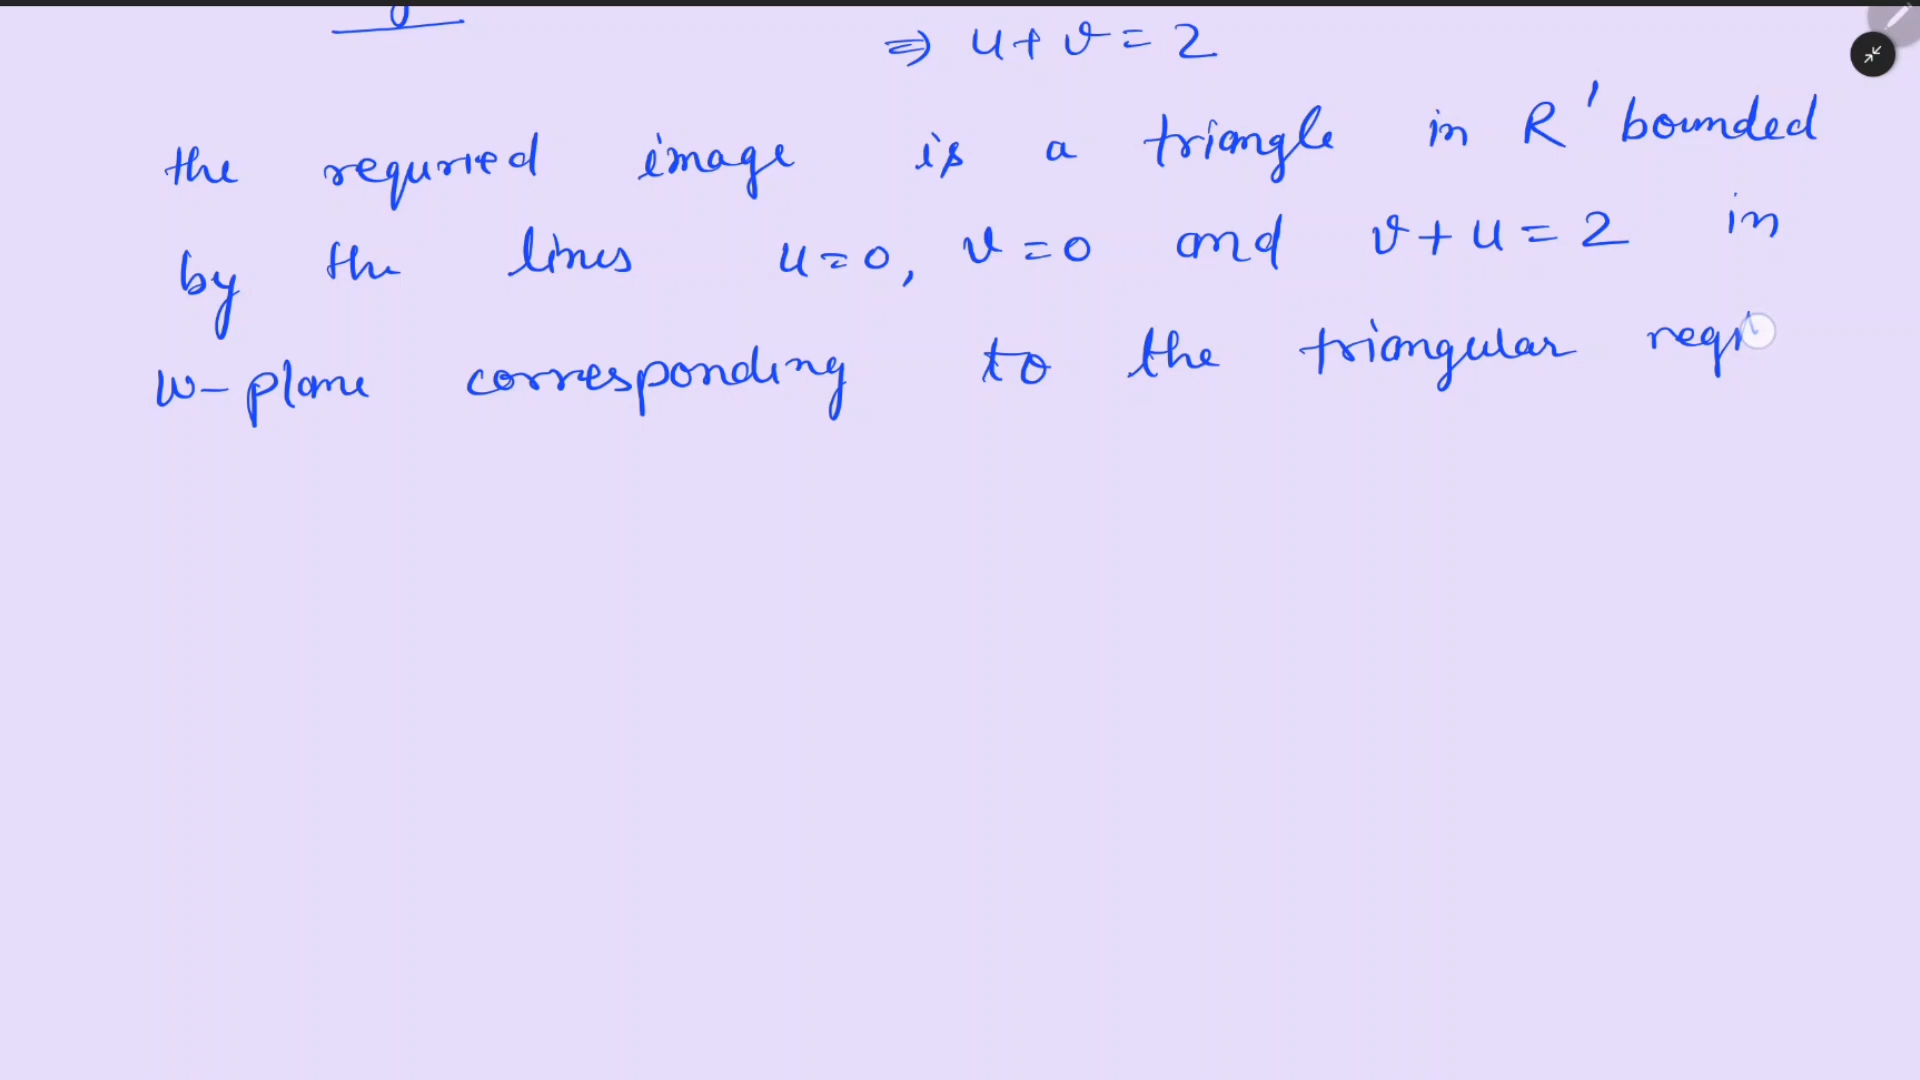 ⇒ u + v = 2
the requried image is a triangle in R' bounded
by the lines u = 0, v = 0 and v + u = 2 in
w-plane corresponding to the triangular regi